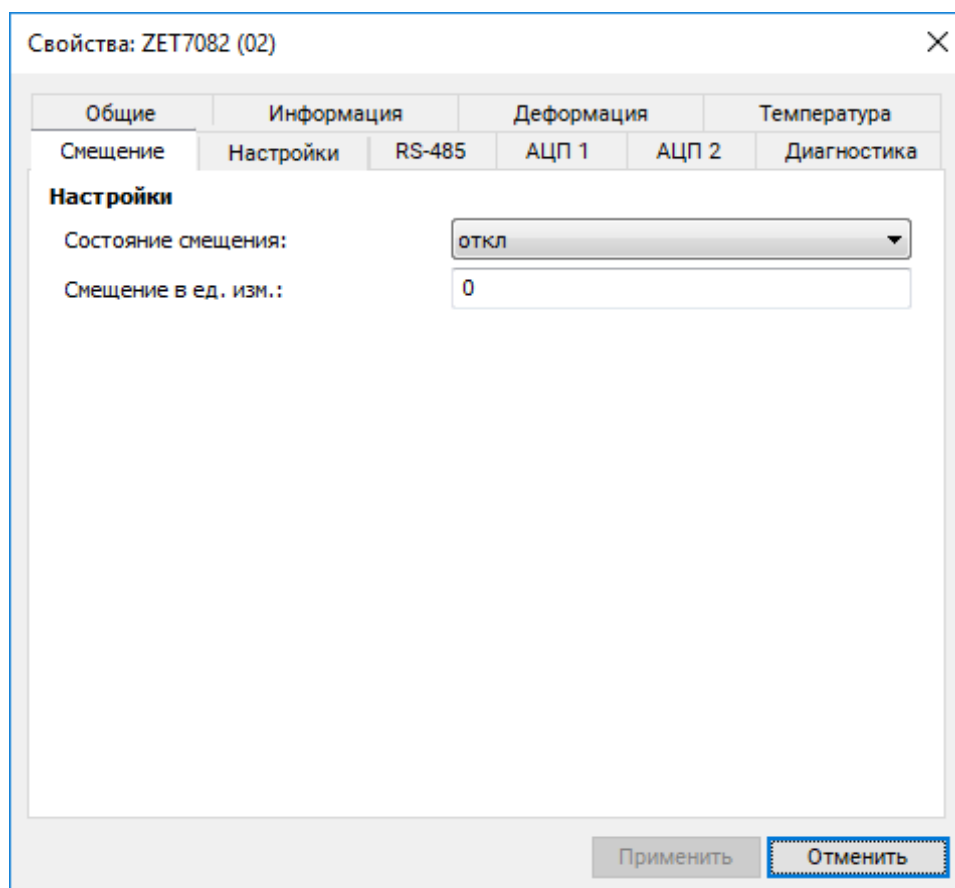 Свойства: ZET7082 (02)
Общие Информация Деформация Температура
Смещение Настройки RS-485 АЦП 1 АЦП 2 Диагностика
Настройки
Состояние смещения: откл
Смещение в ед. изм.: 0
Применить Отменить